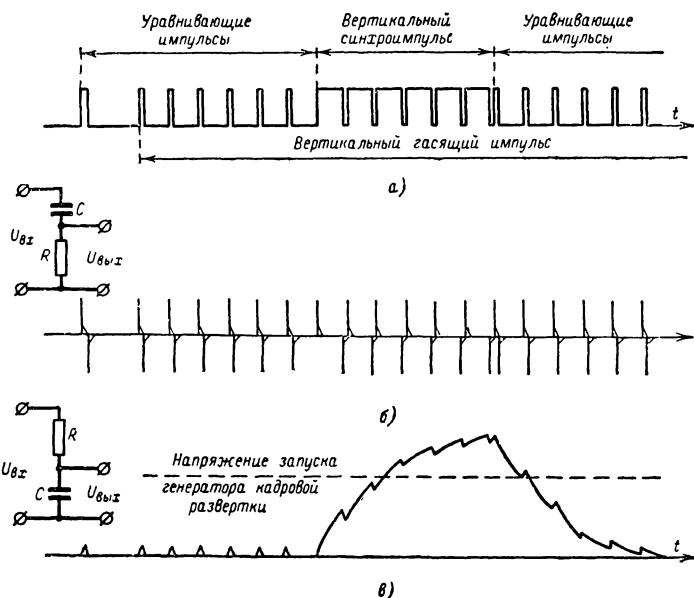 Уравнивающие
импульсы
Вертикальный
синхроимпульс
Уравнивающие
импульсы
t
Вертикальный гасящий импульс
а)
C
Uвх
R
Uвых
б)
R
Uвх
C
Uвых
Напряжение запуска
генератора кадровой
развертки
t
в)